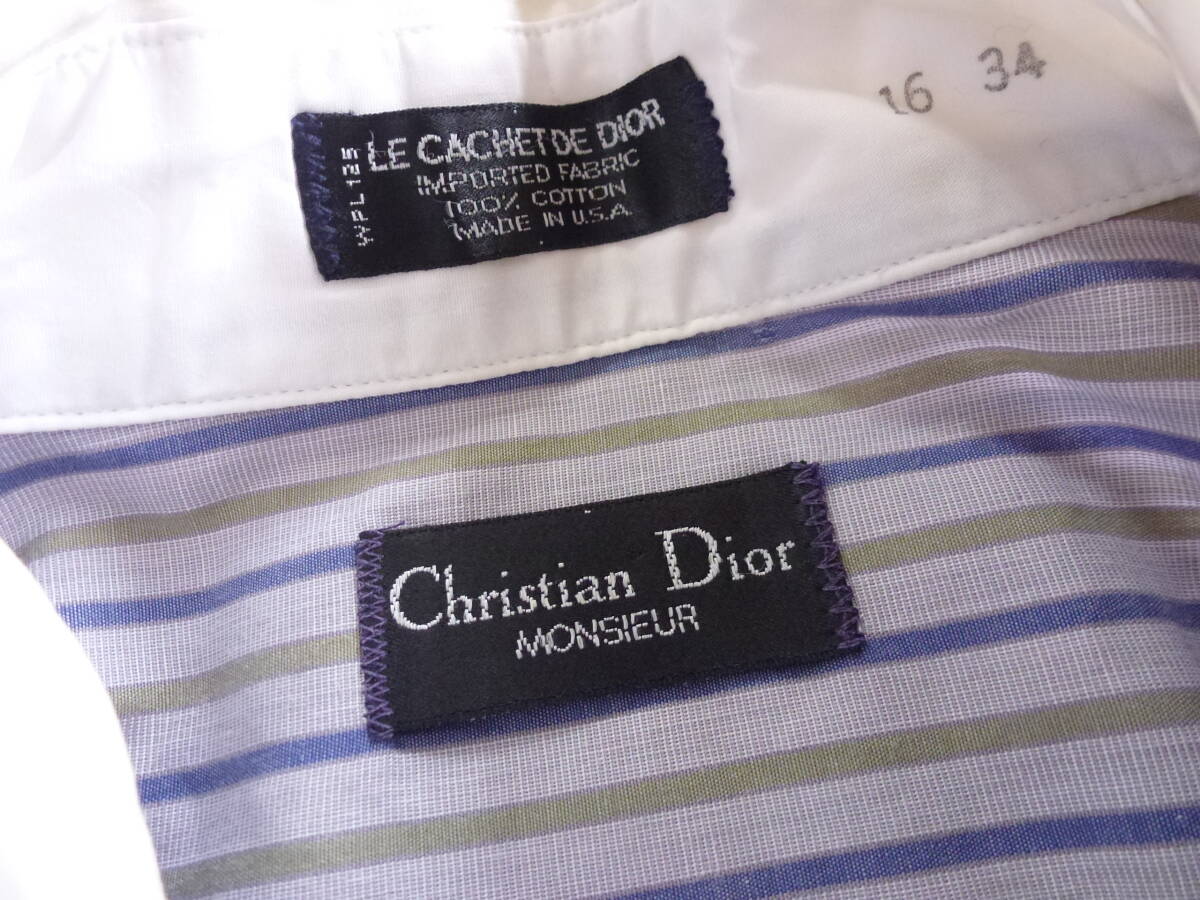 LE CACHET DE DIOR
IMPORTED FABRIC
100% COTTON
MADE IN U.S.A.
WPL125
16 34
Christian Dior
MONSIEUR